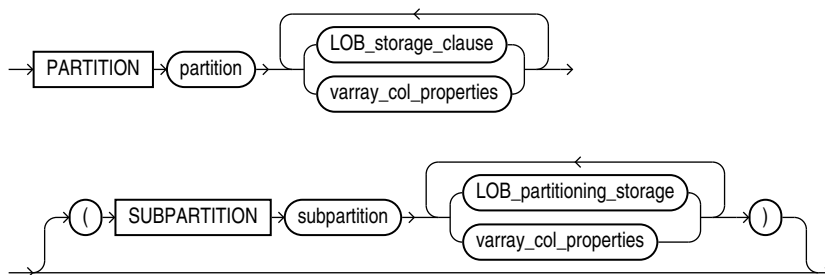 LOB_storage_clause
PARTITION partition
varray_col_properties
LOB_partitioning_storage
( SUBPARTITION subpartition )
varray_col_properties